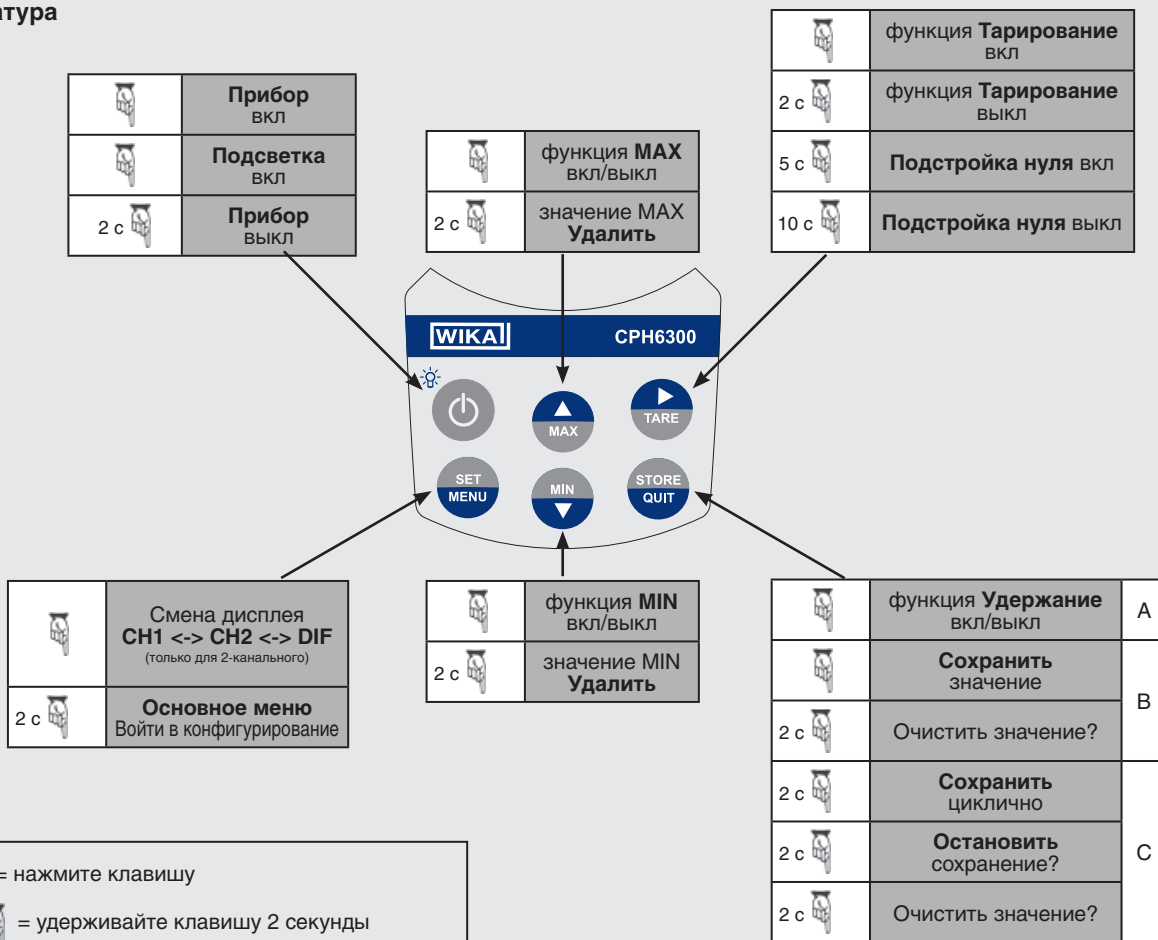 атура
Прибор
вкл
Подсветка
вкл
2 с
Прибор
выкл
функция MAX
вкл/выкл
2 с
значение MAX
Удалить
функция Тарирование
вкл
2 с
функция Тарирование
выкл
5 с
Подстройка нуля вкл
10 с
Подстройка нуля выкл
WIKAI
CPH6300
MAX
TARE
SET
MENU
MIN
STORE
QUIT
Смена дисплея
CH1 <-> CH2 <-> DIF
(только для 2-канального)
2 с
Основное меню
Войти в конфигурирование
функция MIN
вкл/выкл
2 с
значение MIN
Удалить
функция Удержание
вкл/выкл
A
Сохранить
значение
B
2 с
Очистить значение?
2 с
Сохранить
циклично
2 с
Остановить
сохранение?
C
2 с
Очистить значение?
= нажмите клавишу
= удерживайте клавишу 2 секунды